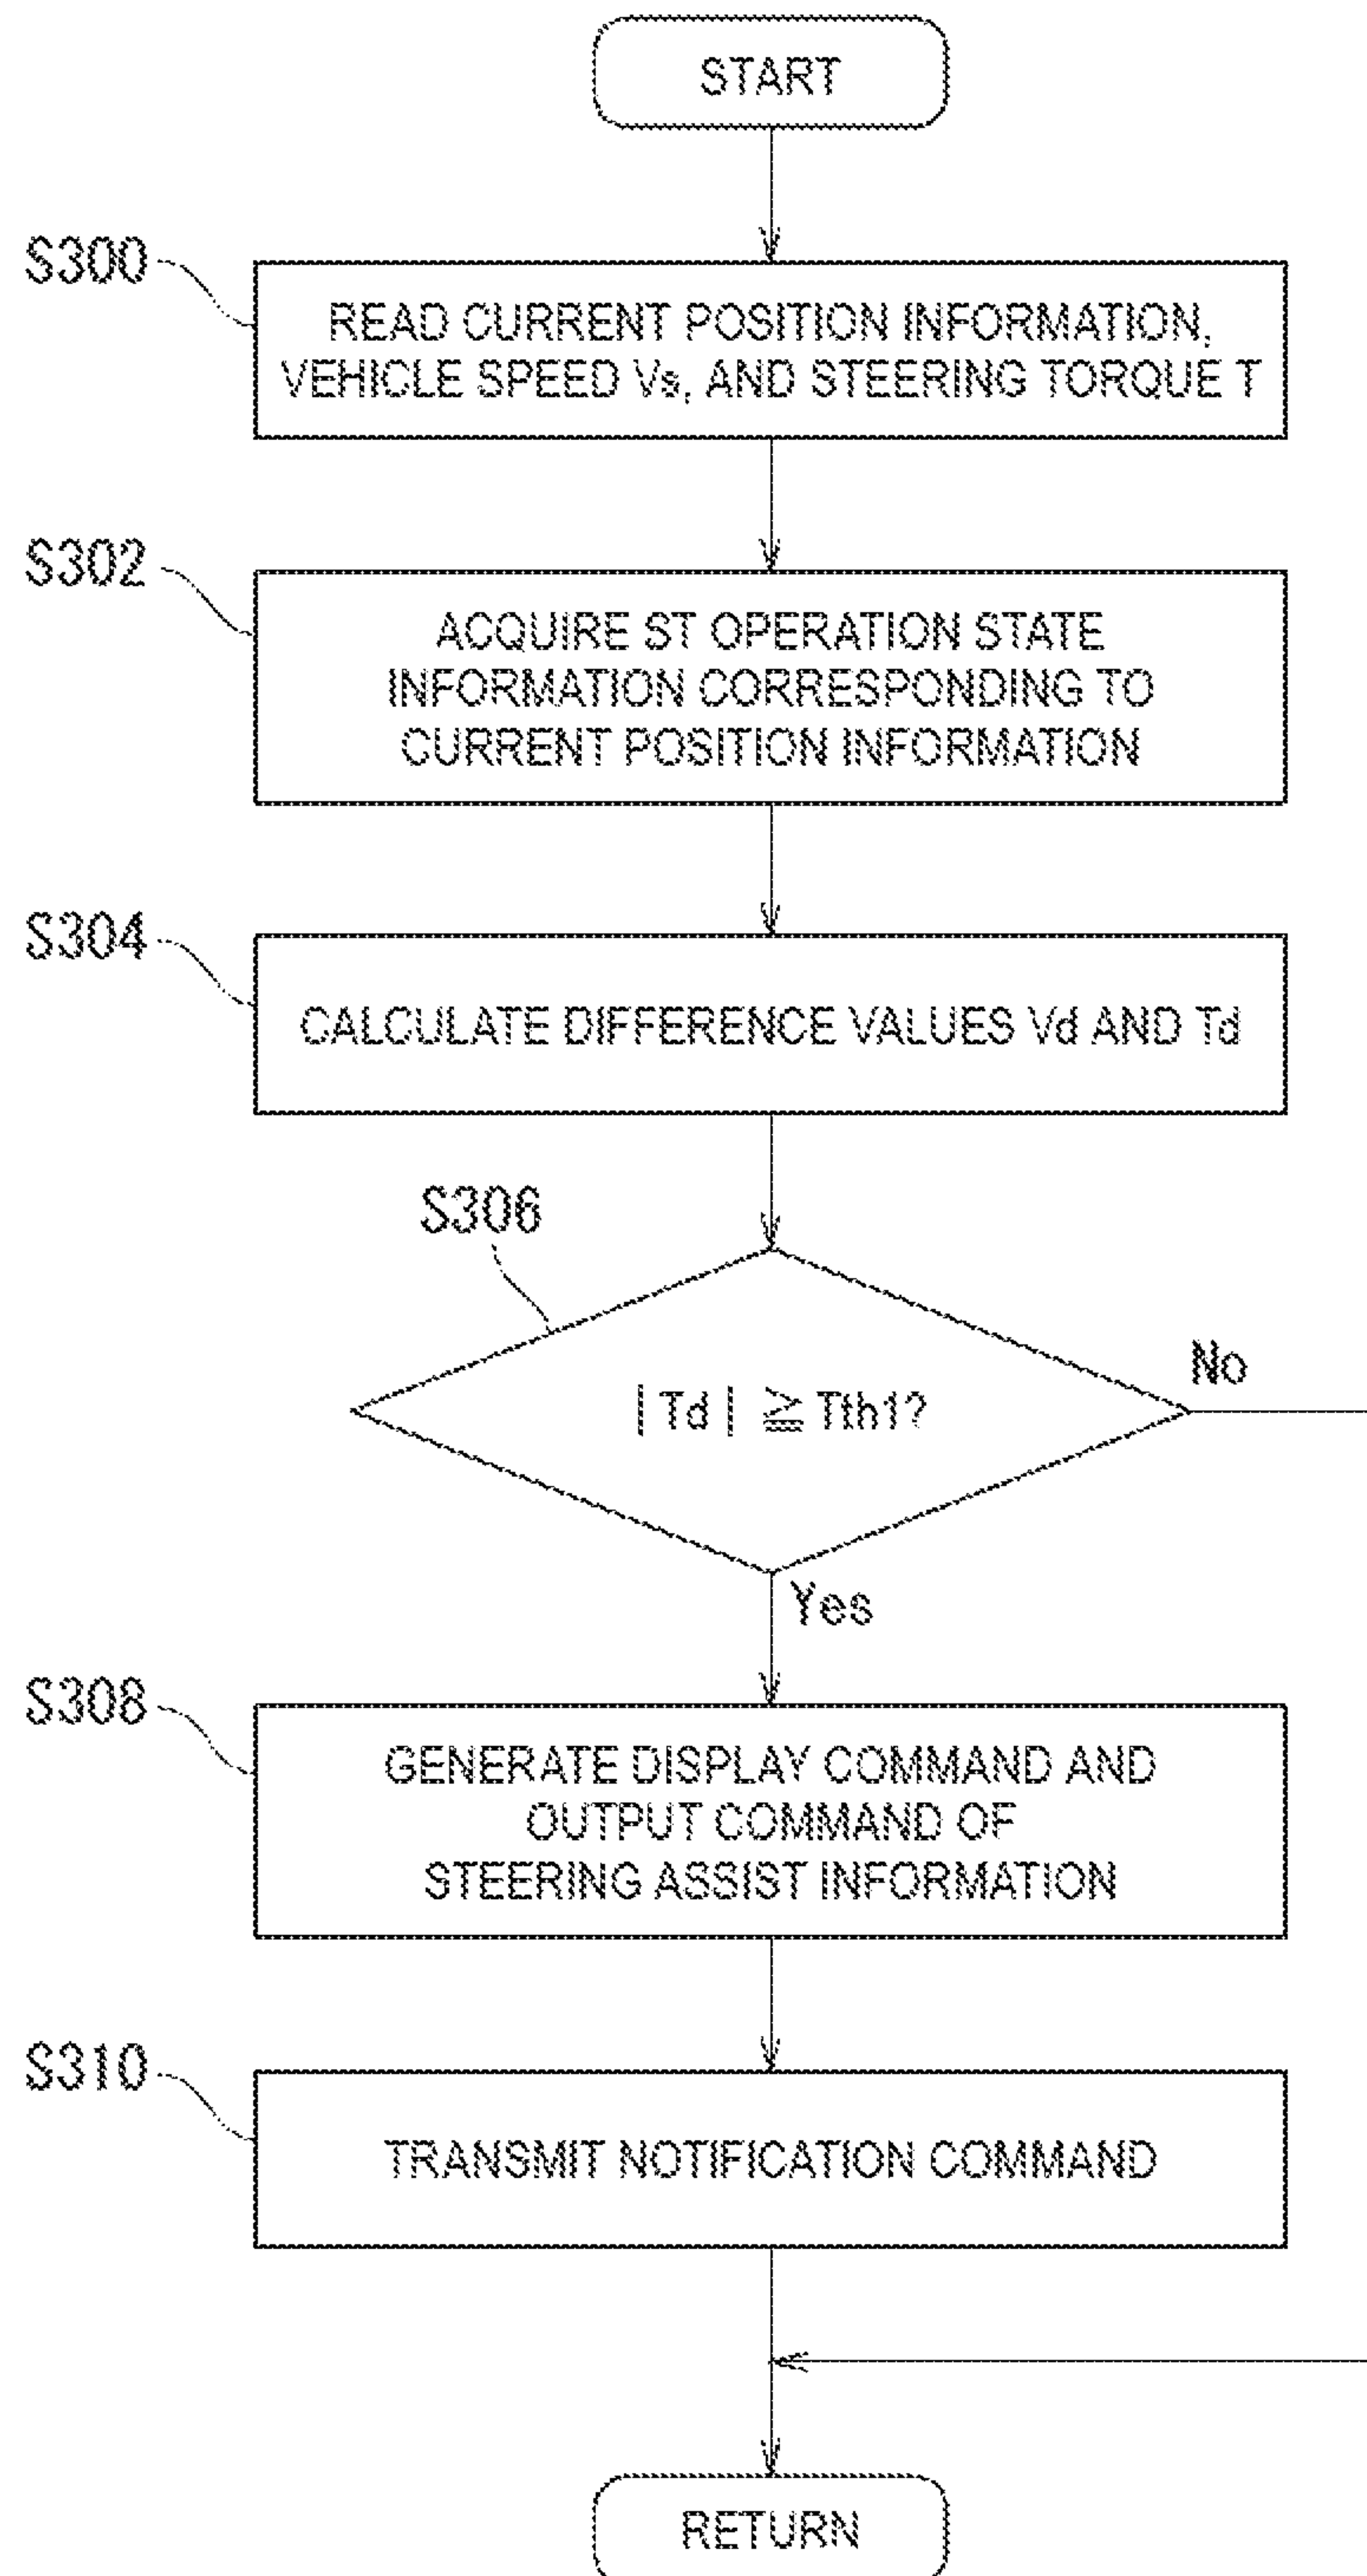 START
S300
READ CURRENT POSITION INFORMATION,
VEHICLE SPEED Vs, AND STEERING TORQUE T
S302
ACQUIRE ST OPERATION STATE
INFORMATION CORRESPONDING TO
CURRENT POSITION INFORMATION
S304
CALCULATE DIFFERENCE VALUES Vd AND Td
S306
| Td | ≧ Tth1?
No
Yes
S308
GENERATE DISPLAY COMMAND AND
OUTPUT COMMAND OF
STEERING ASSIST INFORMATION
S310
TRANSMIT NOTIFICATION COMMAND
RETURN